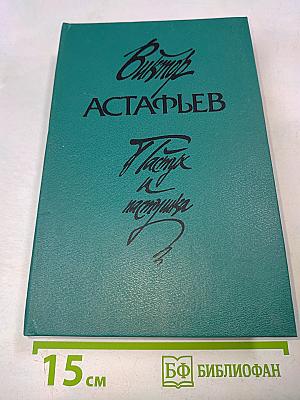 Виктор
АСТАФЬЕВ
Пастух
и
пастушка
15 см
БФ БИБЛИОФАН